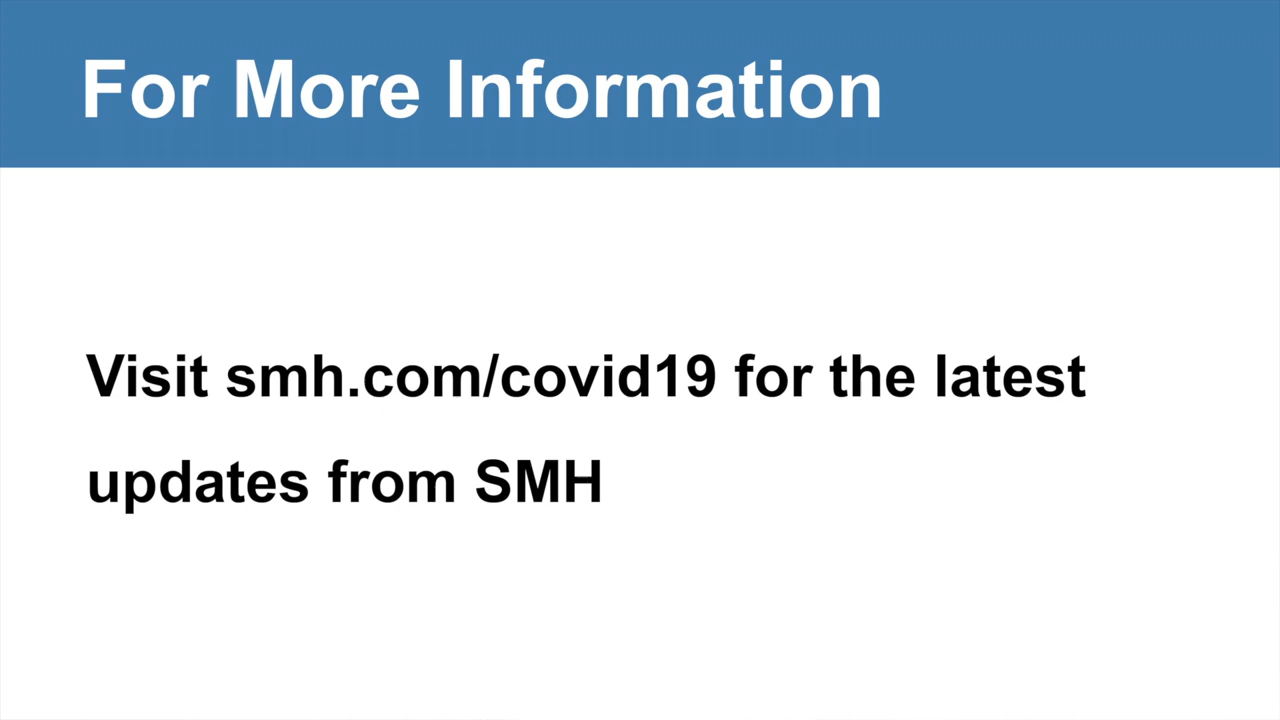 For More Information
Visit smh.com/covid19 for the latest
updates from SMH